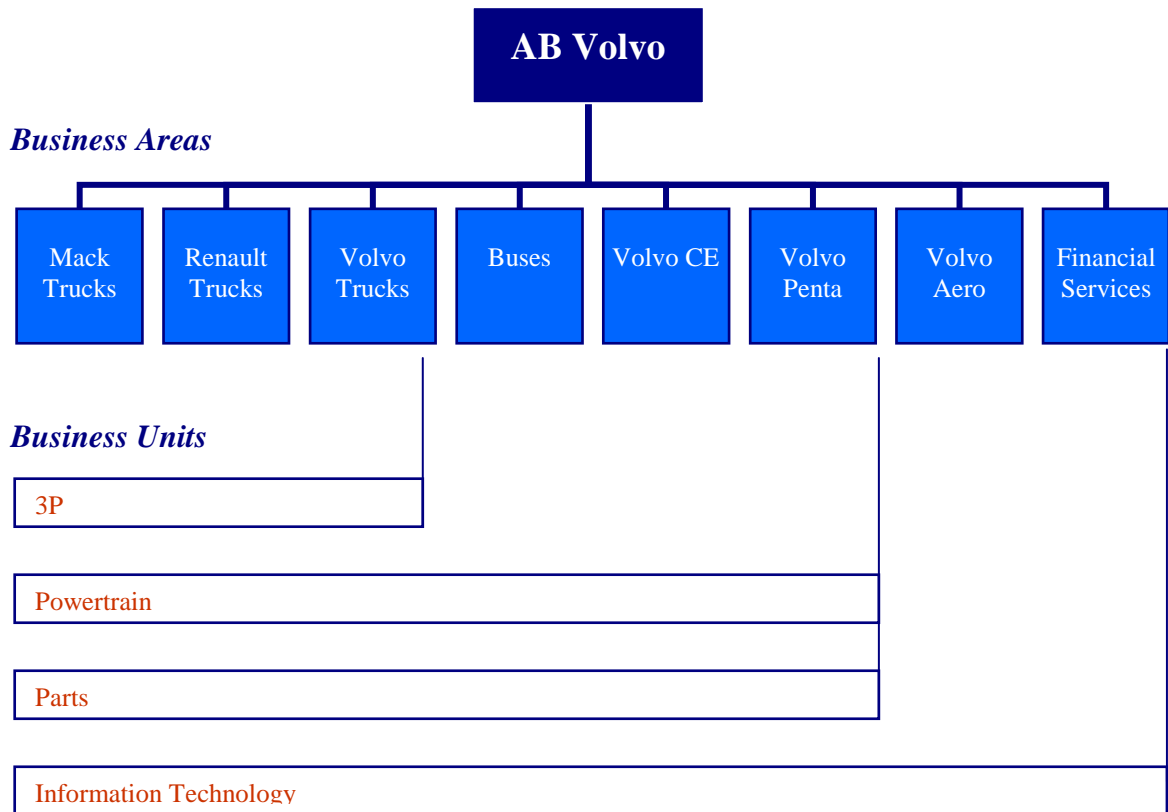 AB Volvo
Business Areas
Mack
Trucks
Renault
Trucks
Volvo
Trucks
Buses
Volvo CE
Volvo
Penta
Volvo
Aero
Financial
Services
Business Units
3P
Powertrain
Parts
Information Technology